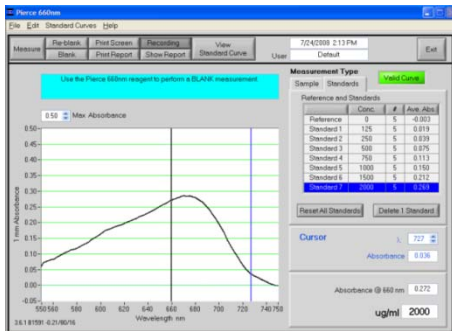 Pierce 660nm
File Edit Standard Curves Help
Measure Re-blank Print Screen Recording View Standard Curve 7/24/2008 2:13 PM Exit
Blank Print Report Show Report User Default
Use the Pierce 660nm reagent to perform a BLANK measurement
Measurement Type
Valid Curve
Sample Standards
Reference and Standards
0.50 Max Absorbance
Conc. # Ave. Abs.
Reference 0 5 -0.003
Standard 1 125 5 0.019
Standard 2 250 5 0.039
Standard 3 500 5 0.075
Standard 4 750 5 0.113
Standard 5 1000 5 0.150
Standard 6 1500 5 0.212
Standard 7 2000 5 0.269
Reset All Standards Delete 1 Standard
1 mm Absorbance
0.50
0.45
0.40
0.35
0.30
0.25
0.20
0.15
0.10
0.05
0.00
-0.05
550 560 580 600 620 640 660 680 700 720 740 750
Wavelength nm
Cursor λ: 727
Absorbance 0.036
Absorbance @ 660 nm 0.272
ug/ml 2000